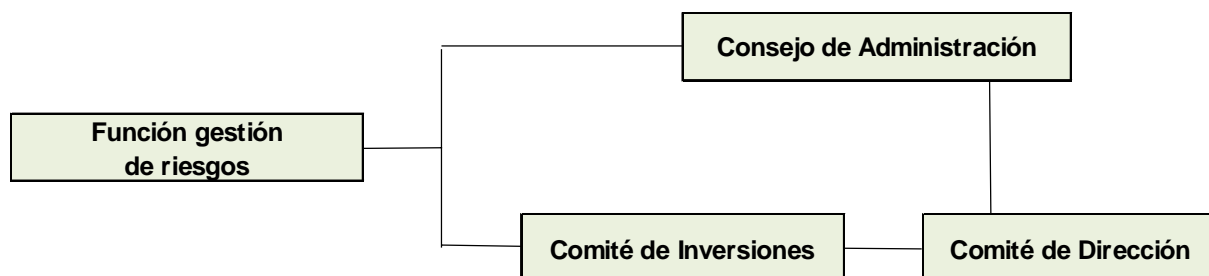 Consejo de Administración
Función gestión
de riesgos
Comité de Inversiones
Comité de Dirección